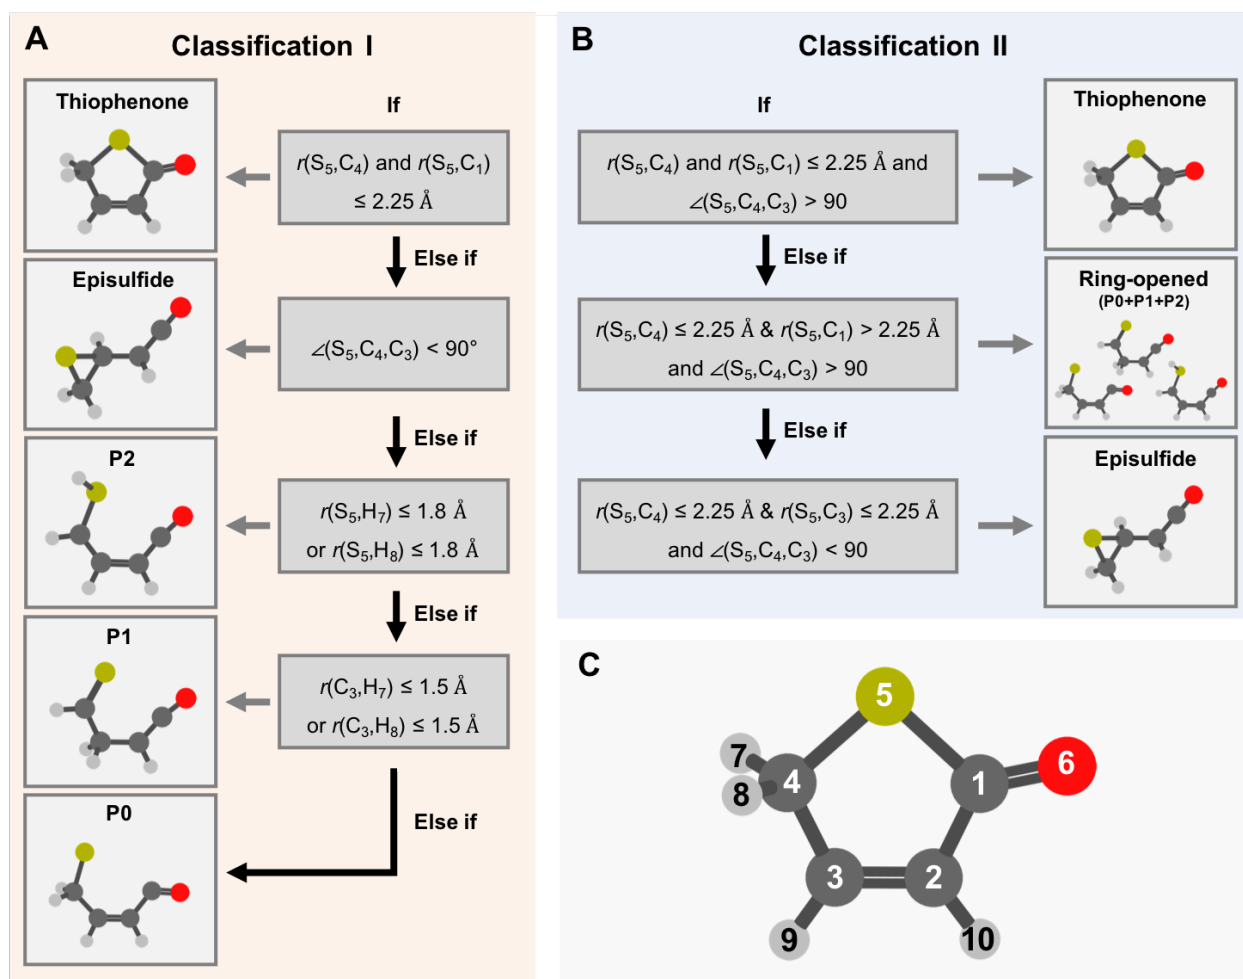 A
Classification I
Thiophenone
If
r(S₅,C₄) and r(S₅,C₁)
≤ 2.25 Å
Else if
Episulfide
∠(S₅,C₄,C₃) < 90°
Else if
P2
r(S₅,H₇) ≤ 1.8 Å
or r(S₅,H₈) ≤ 1.8 Å
Else if
P1
r(C₃,H₇) ≤ 1.5 Å
or r(C₃,H₈) ≤ 1.5 Å
P0
Else if
B
Classification II
If
Thiophenone
r(S₅,C₄) and r(S₅,C₁) ≤ 2.25 Å and
∠(S₅,C₄,C₃) > 90
Else if
Ring-opened
(P0+P1+P2)
r(S₅,C₄) ≤ 2.25 Å & r(S₅,C₁) > 2.25 Å
and ∠(S₅,C₄,C₃) > 90
Else if
Episulfide
r(S₅,C₄) ≤ 2.25 Å & r(S₅,C₃) ≤ 2.25 Å
and ∠(S₅,C₄,C₃) < 90
C
5
7
8
4
1
6
3
2
9
10